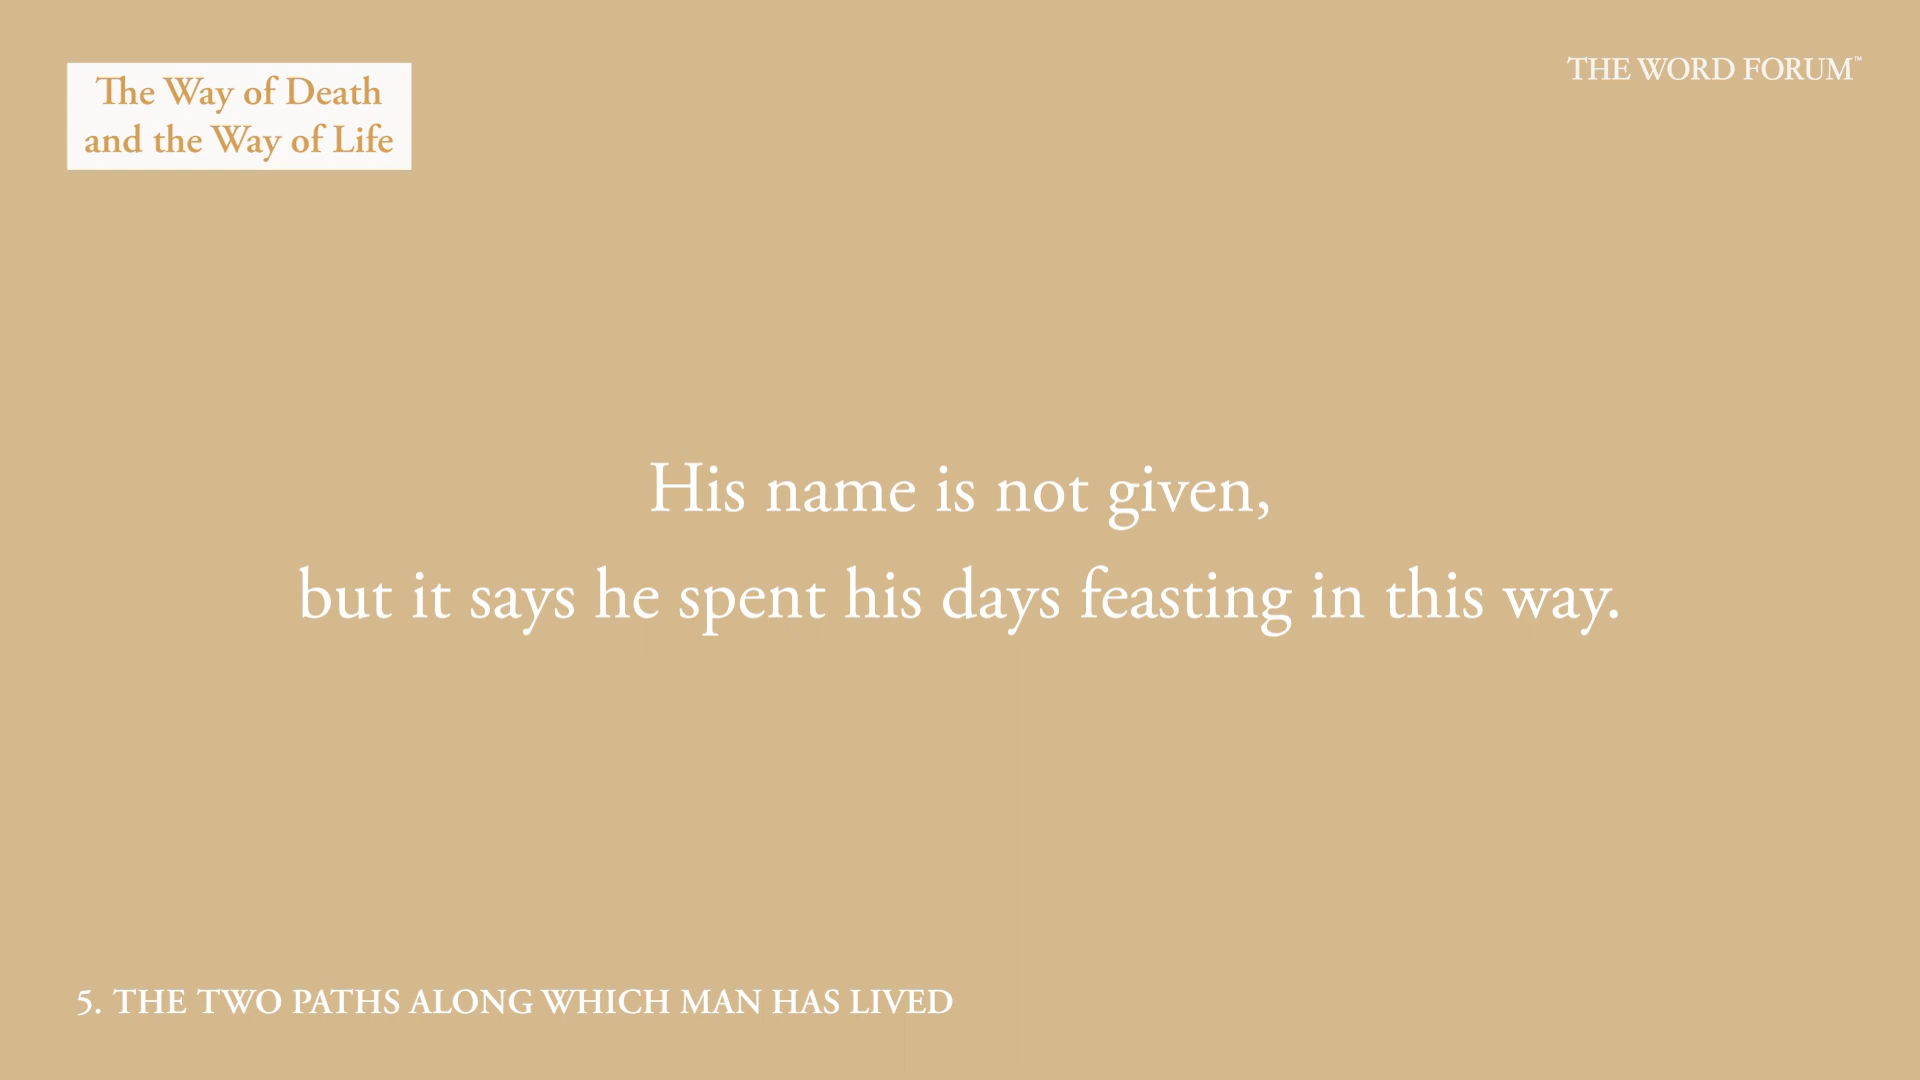 The Way of Death
and the Way of Life
THE WORD FORUM™
His name is not given,
but it says he spent his days feasting in this way.
5. THE TWO PATHS ALONG WHICH MAN HAS LIVED